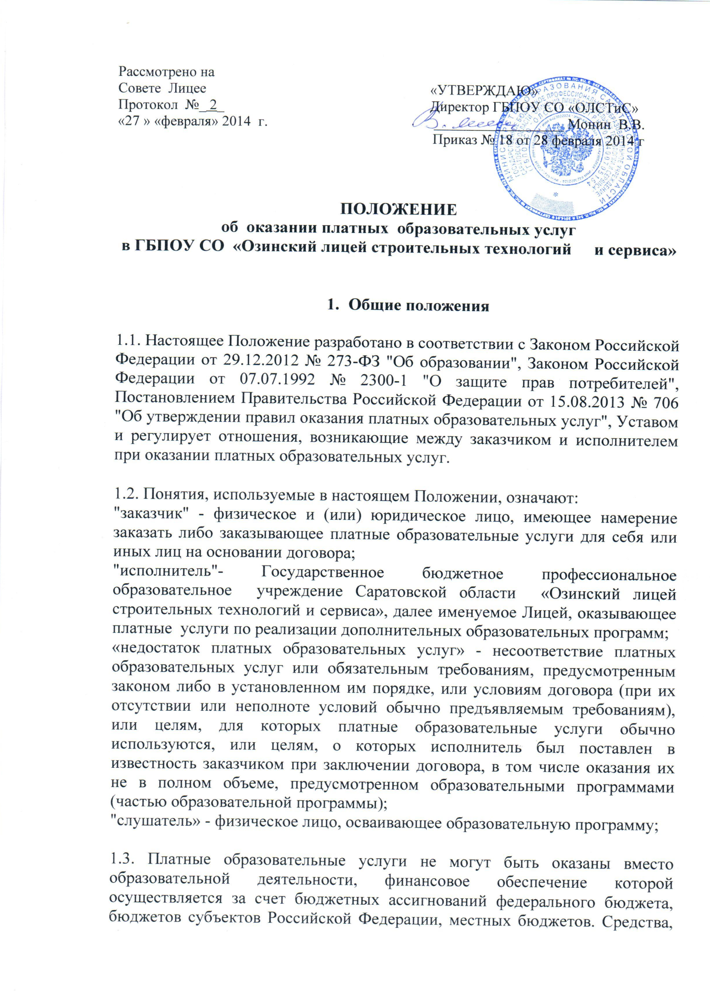 Рассмотрено на
Совете Лицее
Протокол №_ 2_
«27 » «февраля» 2014 г.
«УТВЕРЖДАЮ»
Директор ГБПОУ СО «ОЛСТиС»
__________________ Монин В.В.
Приказ № 18 от 28 февраля 2014 г
МИНИСТЕРСТВО ОБРАЗОВАНИЯ САРАТОВСКОЙ ОБЛАСТИ
ПОЛОЖЕНИЕ
об оказании платных образовательных услуг
в ГБПОУ СО «Озинский лицей строительных технологий и сервиса»
1. Общие положения
1.1. Настоящее Положение разработано в соответствии с Законом Российской
Федерации от 29.12.2012 № 273-ФЗ "Об образовании", Законом Российской
Федерации от 07.07.1992 № 2300-1 "О защите прав потребителей",
Постановлением Правительства Российской Федерации от 15.08.2013 № 706
"Об утверждении правил оказания платных образовательных услуг", Уставом
и регулирует отношения, возникающие между заказчиком и исполнителем
при оказании платных образовательных услуг.
1.2. Понятия, используемые в настоящем Положении, означают:
"заказчик" - физическое и (или) юридическое лицо, имеющее намерение
заказать либо заказывающее платные образовательные услуги для себя или
иных лиц на основании договора;
"исполнитель"- Государственное бюджетное профессиональное
образовательное учреждение Саратовской области «Озинский лицей
строительных технологий и сервиса», далее именуемое Лицей, оказывающее
платные услуги по реализации дополнительных образовательных программ;
«недостаток платных образовательных услуг» - несоответствие платных
образовательных услуг или обязательным требованиям, предусмотренным
законом либо в установленном им порядке, или условиям договора (при их
отсутствии или неполноте условий обычно предъявляемым требованиям),
или целям, для которых платные образовательные услуги обычно
используются, или целям, о которых исполнитель был поставлен в
известность заказчиком при заключении договора, в том числе оказания их
не в полном объеме, предусмотренном образовательными программами
(частью образовательной программы);
"слушатель» - физическое лицо, осваивающее образовательную программу;
1.3. Платные образовательные услуги не могут быть оказаны вместо
образовательной деятельности, финансовое обеспечение которой
осуществляется за счет бюджетных ассигнований федерального бюджета,
бюджетов субъектов Российской Федерации, местных бюджетов. Средства,